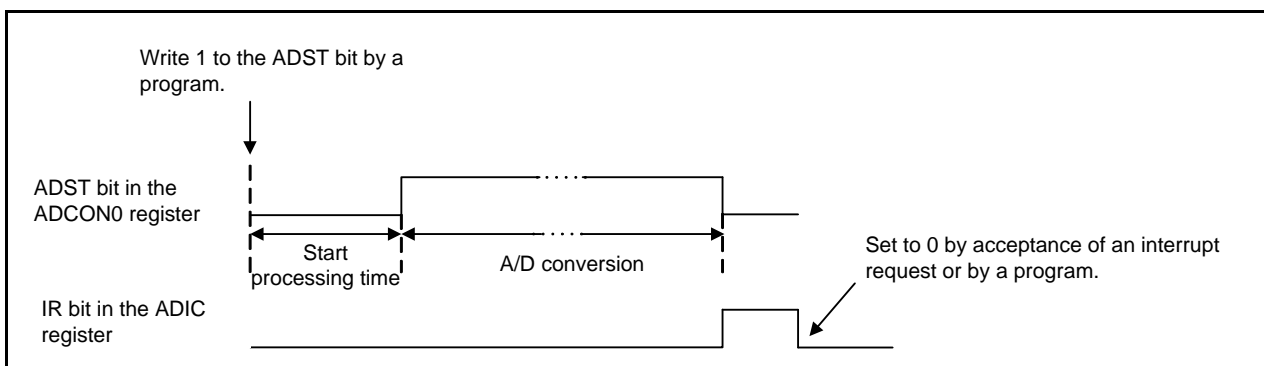 Write 1 to the ADST bit by a
program.
ADST bit in the
ADCON0 register
Start
processing time
A/D conversion
Set to 0 by acceptance of an interrupt
request or by a program.
IR bit in the ADIC
register